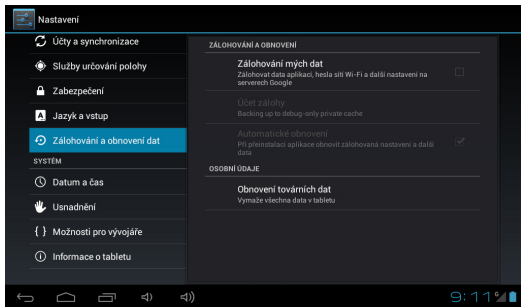 Nastavení
Účty a synchronizace
Služby určování polohy
Zabezpečení
Jazyk a vstup
Zálohování a obnovení dat
SYSTÉM
Datum a čas
Usnadnění
Možnosti pro vývojáře
Informace o tabletu
ZÁLOHOVÁNÍ A OBNOVENÍ
Zálohování mých dat
Zálohovat data aplikací, hesla sítí Wi-Fi a další nastavení na
serverech Google
Účet zálohy
Backing up to debug-only private cache
Automatické obnovení
Při přeinstalaci aplikace obnovit zálohovaná nastavení a další
data
OSOBNÍ ÚDAJE
Obnovení továrních dat
Vymaže všechna data v tabletu
9:11